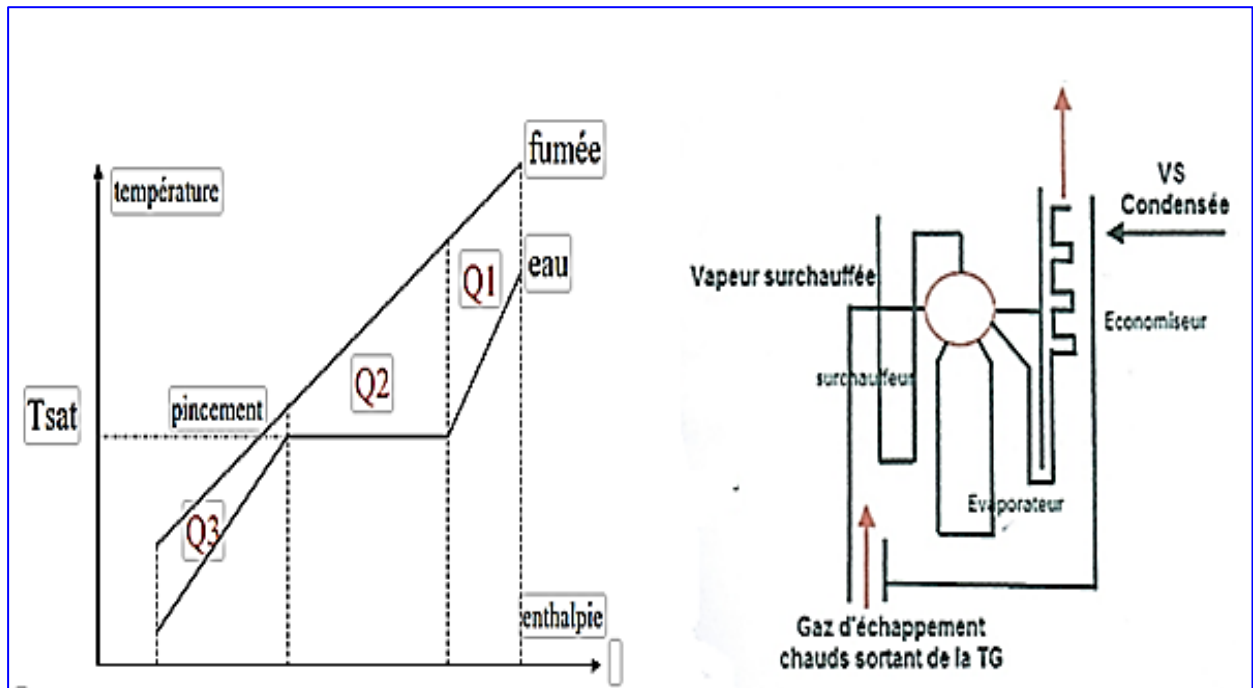 fumée
température
eau
Q1
Q2
pincement
Tsat
Q3
enthalpie
VS
Condensée
Vapeur surchauffée
Economiseur
surchauffeur
Evaporateur
Gaz d'échappement
chauds sortant de la TG